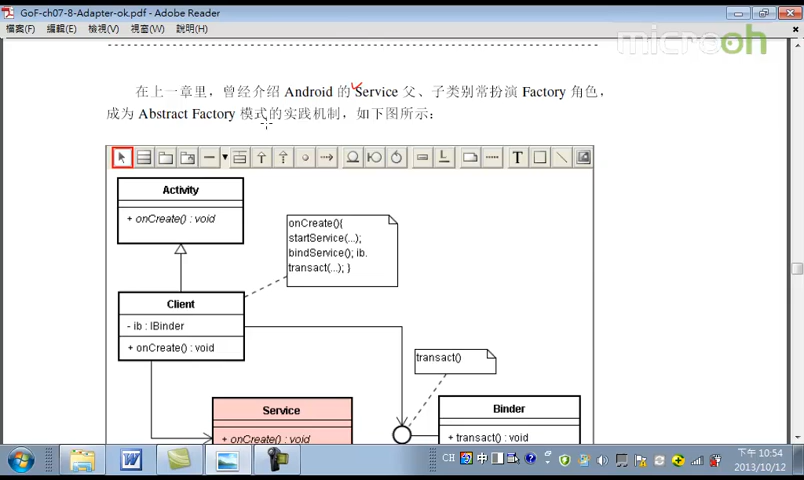 GoF-ch07-8-Adapter-ok.pdf - Adobe Reader
檔案(F) 編輯(E) 檢視(V) 視窗(W) 說明(H)
microoh
在上一章里，曾经介绍 Android 的 Service 父、子类别常扮演 Factory 角色，
成为 Abstract Factory 模式的实践机制，如下图所示：
T
Activity
+ onCreate() : void
onCreate(){
startService(...);
bindService(); ib.
transact(...); }
Client
- ib : IBinder
+ onCreate() : void
transact()
Service
+ onCreate() : void
Binder
+ transact() : void
CH 中
下午 10:54
2013/10/12